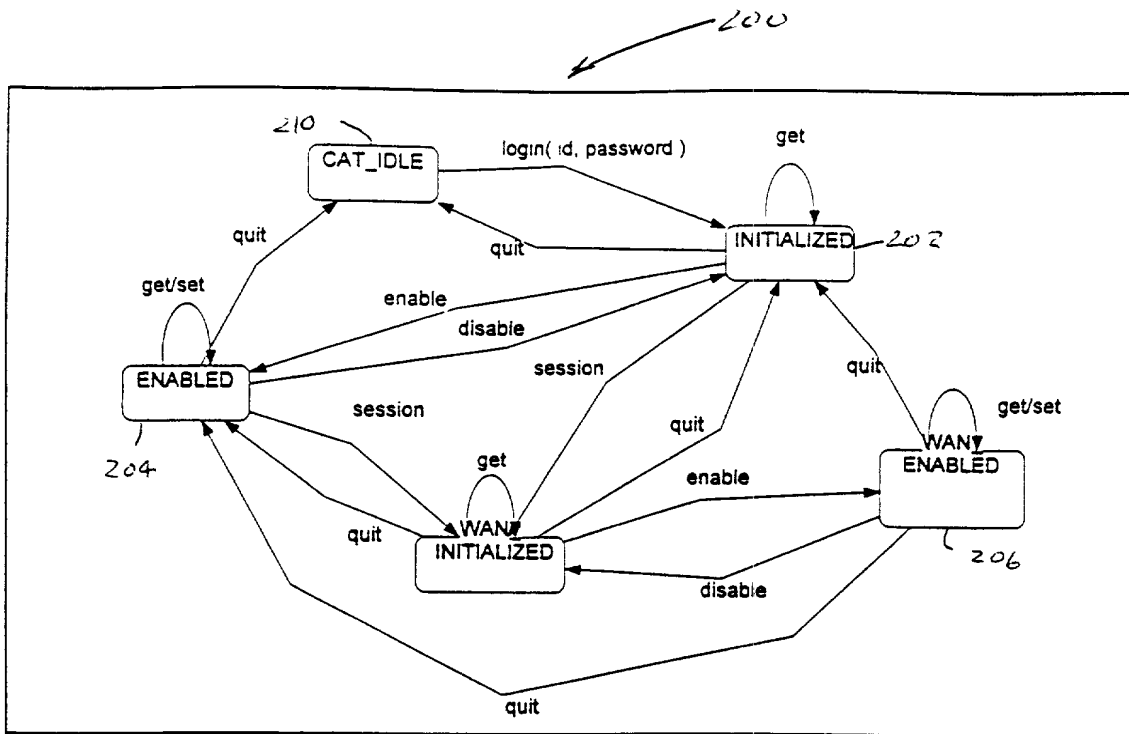 200
210
CAT_IDLE
login( id, password )
get
INITIALIZED
202
quit
quit
get/set
enable
disable
ENABLED
session
session
quit
get/set
204
get
quit
WAN
ENABLED
enable
WAN
INITIALIZED
quit
206
disable
quit